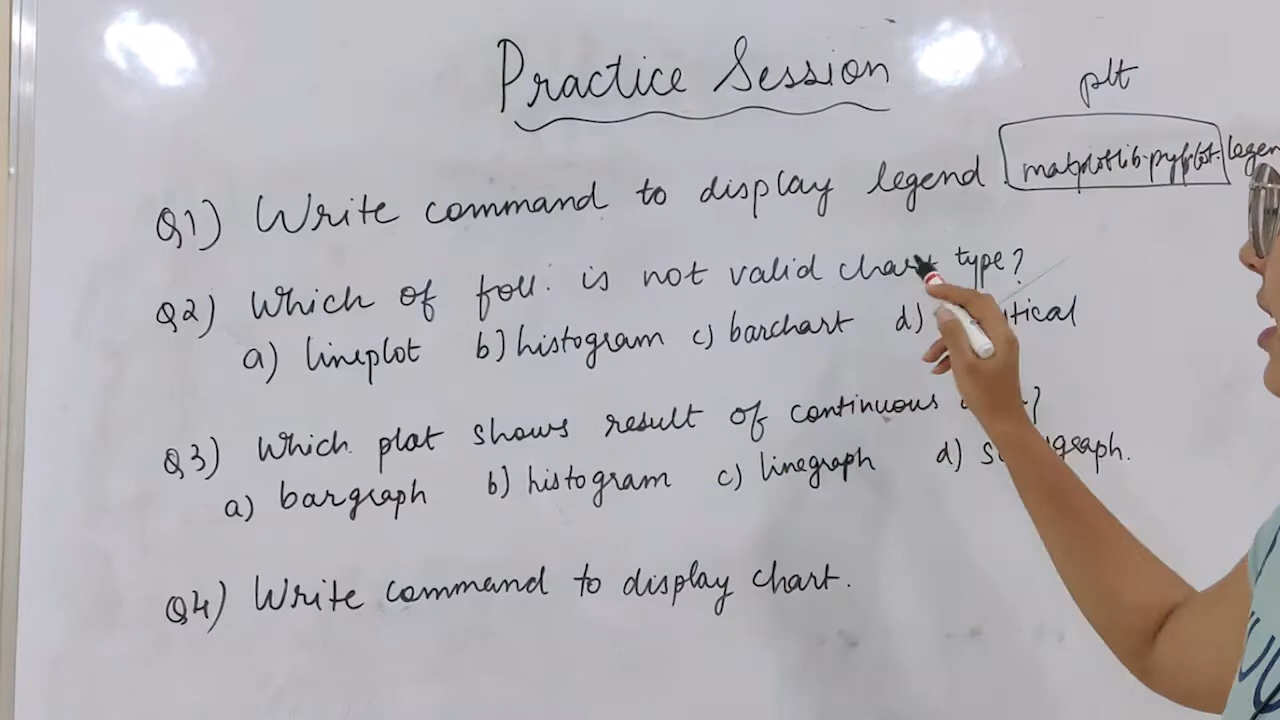 Practice Session
plt
Q1) Write command to display legend. matplotlib.pyplot.
Q2) Which of foll. is not valid chart type?
a) lineplot b) histogram c) barchart d)
Q3) Which plot shows result of continuous
a) bargraph b) histogram c) linegraph d)
Q4) Write command to display chart.